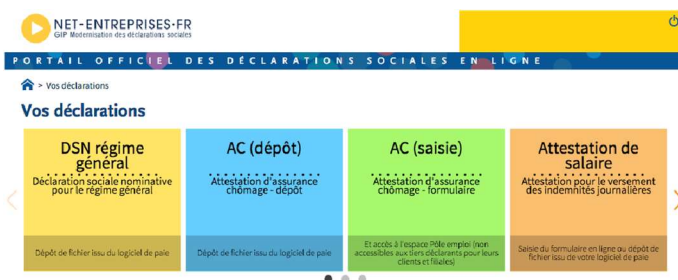 NET-ENTREPRISES·FR
GIP Modernisation des déclarations sociales
PORTAIL OFFICIEL DES DÉCLARATIONS SOCIALES EN LIGNE
> Vos déclarations
Vos déclarations
DSN régime
général
Déclaration sociale nominative
pour le régime général
Dépôt de fichier issu du logiciel de paie
AC (dépôt)
Attestation d'assurance
chômage - dépôt
Dépôt de fichier issu du logiciel de paie
AC (saisie)
Attestation d'assurance
chômage - formulaire
Et accès à l'espace Pôle emploi (non
accessibles aux tiers déclarants pour leurs
clients et filiales)
Attestation de
salaire
Attestation pour le versement
des indemnités journalières
Saisie du formulaire en ligne ou dépôt de
fichier issu de votre logiciel de paie